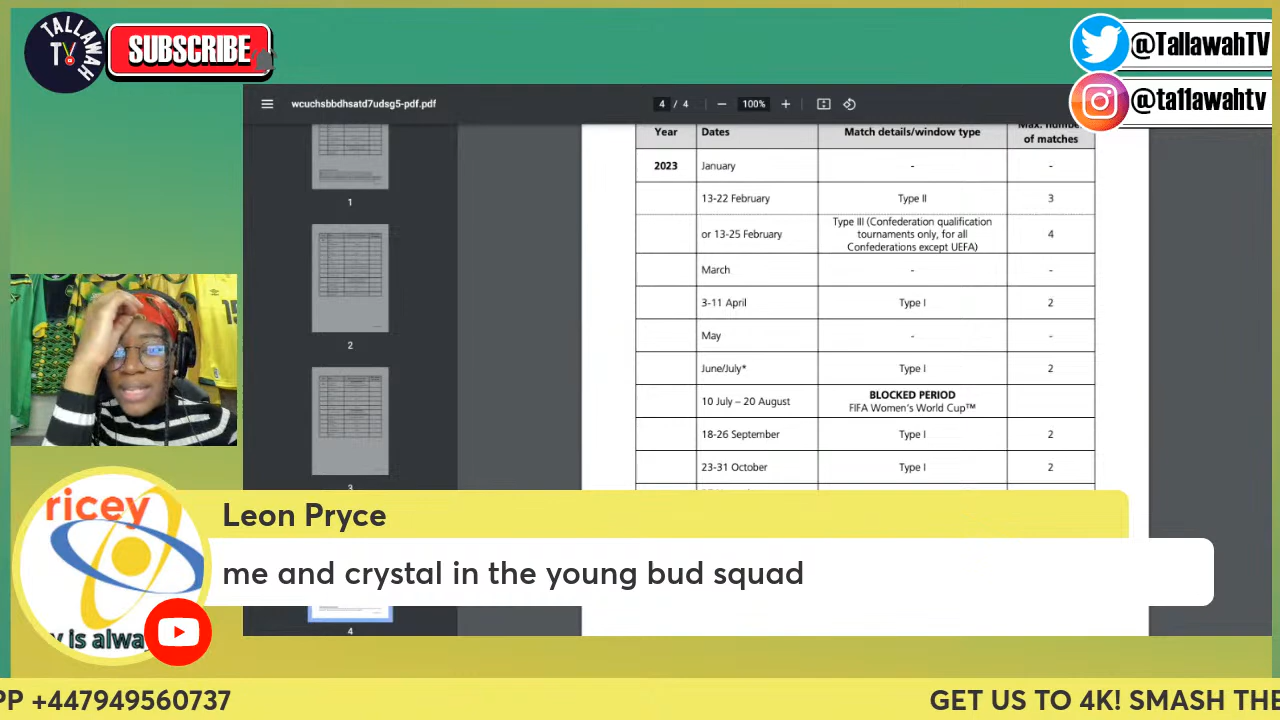 TALLAWAH
TV
SUBSCRIBE
@TallawahTV
@ta11awahtv
wcuchsbbdhsatd7udsg5-pdf.pdf
4 / 4
100%
Year Dates Match details/window type Max. number of matches
2023 January - -
13-22 February Type II 3
or 13-25 February Type III (Confederation qualification
tournaments only, for all
Confederations except UEFA) 4
March - -
3-11 April Type I 2
May - -
June/July* Type I 2
10 July – 20 August BLOCKED PERIOD
FIFA Women's World Cup™
18-26 September Type I 2
23-31 October Type I 2
1
2
3
4
15
ricey
Leon Pryce
me and crystal in the young bud squad
y is alwa
PP +447949560737
GET US TO 4K! SMASH THE